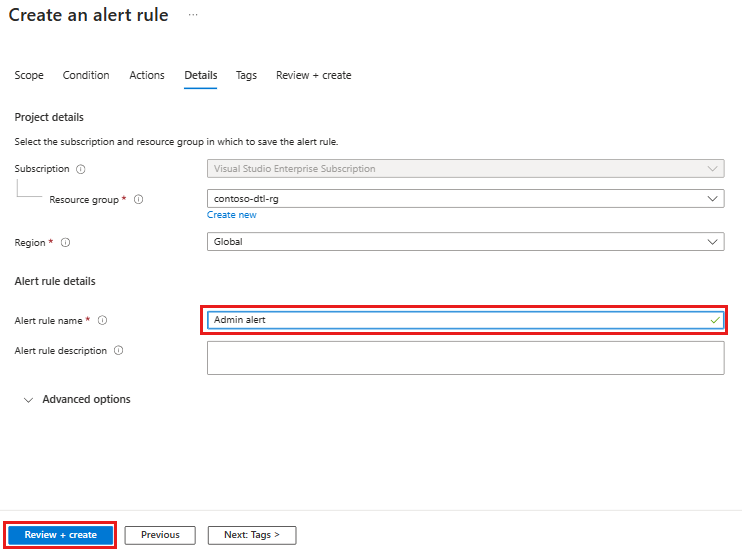 Create an alert rule ...
Scope Condition Actions Details Tags Review + create
Project details
Select the subscription and resource group in which to save the alert rule.
Subscription Visual Studio Enterprise Subscription
Resource group * contoso-dtl-rg
Create new
Region * Global
Alert rule details
Alert rule name * Admin alert
Alert rule description
Advanced options
Review + create Previous Next: Tags >